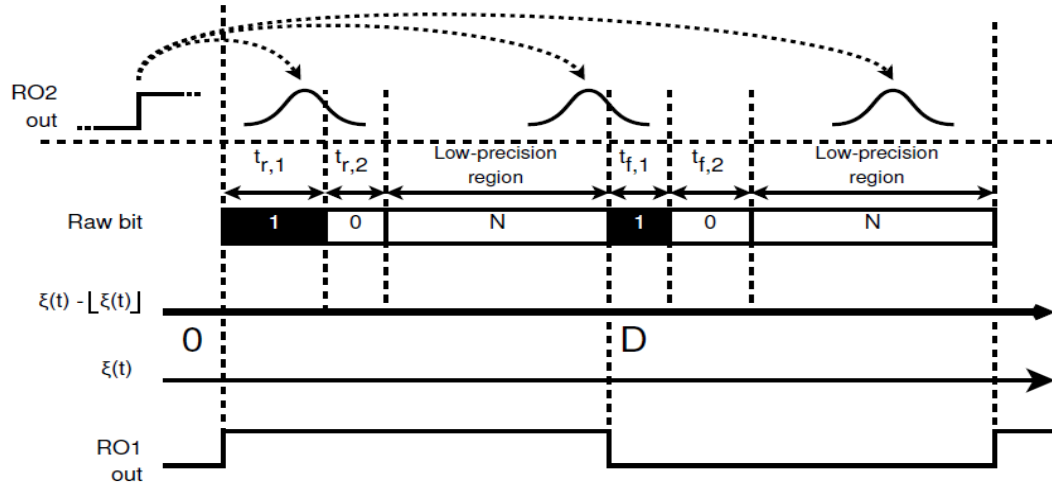 RO2
out
t_{r,1} t_{r,2} Low-precision t_{f,1} t_{f,2} Low-precision
region region
Raw bit 1 0 N 1 0 N
ξ(t) - ⌊ξ(t)⌋
0 D
ξ(t)
RO1
out